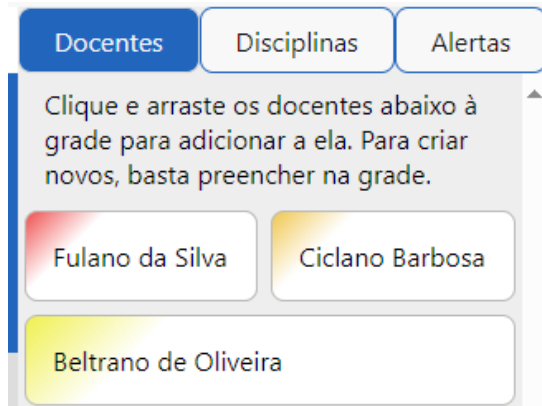 Docentes Disciplinas Alertas
Clique e arraste os docentes abaixo à
grade para adicionar a ela. Para criar
novos, basta preencher na grade.
Fulano da Silva Ciclano Barbosa
Beltrano de Oliveira